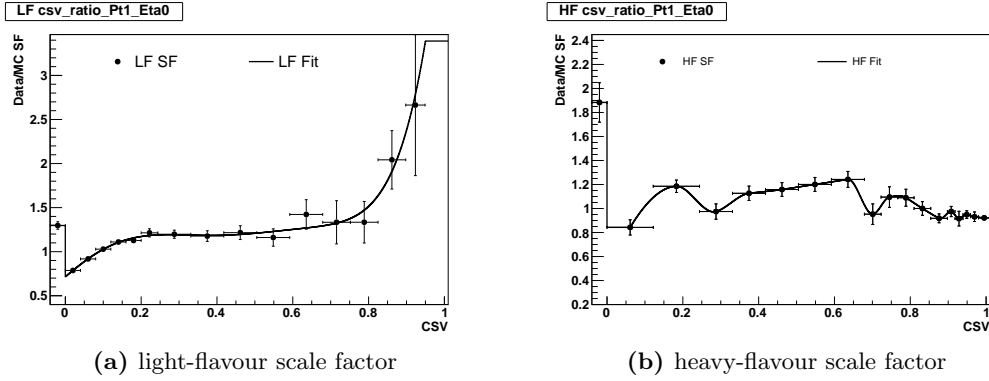 LF csv_ratio_Pt1_Eta0
Data/MC SF
LF SF
LF Fit
3
2.5
2
1.5
1
0.5
0 0.2 0.4 0.6 0.8 1
CSV
(a) light-flavour scale factor
HF csv_ratio_Pt1_Eta0
Data/MC SF
HF SF
HF Fit
2.4
2.2
2
1.8
1.6
1.4
1.2
1
0.8
0.6
0.4
0.2
0 0.2 0.4 0.6 0.8 1
CSV
(b) heavy-flavour scale factor